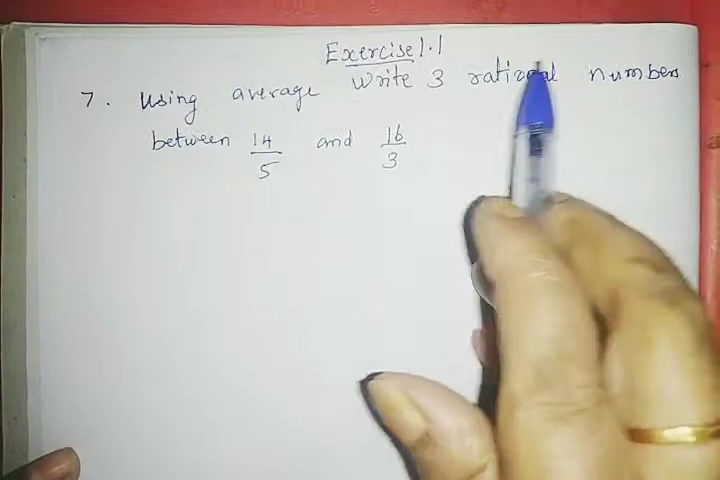 Exercise 1.1
7. Using average Write 3 rational numbers
between 14/5 and 16/3